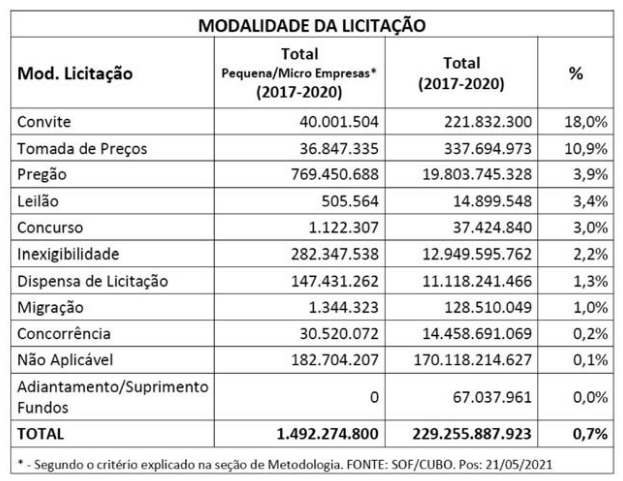 MODALIDADE DA LICITAÇÃO
Mod. Licitação Total Pequena/Micro Empresas* (2017-2020) Total (2017-2020) %
Convite 40.001.504 221.832.300 18,0%
Tomada de Preços 36.847.335 337.694.973 10,9%
Pregão 769.450.688 19.803.745.328 3,9%
Leilão 505.564 14.899.548 3,4%
Concurso 1.122.307 37.424.840 3,0%
Inexigibilidade 282.347.538 12.949.595.762 2,2%
Dispensa de Licitação 147.431.262 11.118.241.466 1,3%
Migração 1.344.323 128.510.049 1,0%
Concorrência 30.520.072 14.458.691.069 0,2%
Não Aplicável 182.704.207 170.118.214.627 0,1%
Adiantamento/Suprimento Fundos 0 67.037.961 0,0%
TOTAL 1.492.274.800 229.255.887.923 0,7%
* - Segundo o critério explicado na seção de Metodologia. FONTE: SOF/CUBO. Pos: 21/05/2021